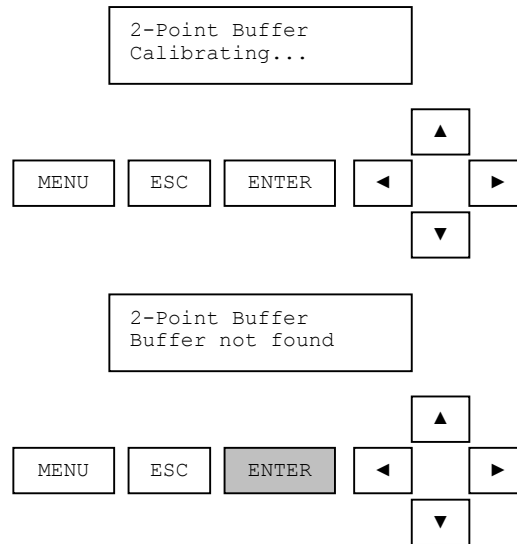 2-Point Buffer
Calibrating...
▲
MENU ESC ENTER ◄ ►
▼
2-Point Buffer
Buffer not found
▲
MENU ESC ENTER ◄ ►
▼